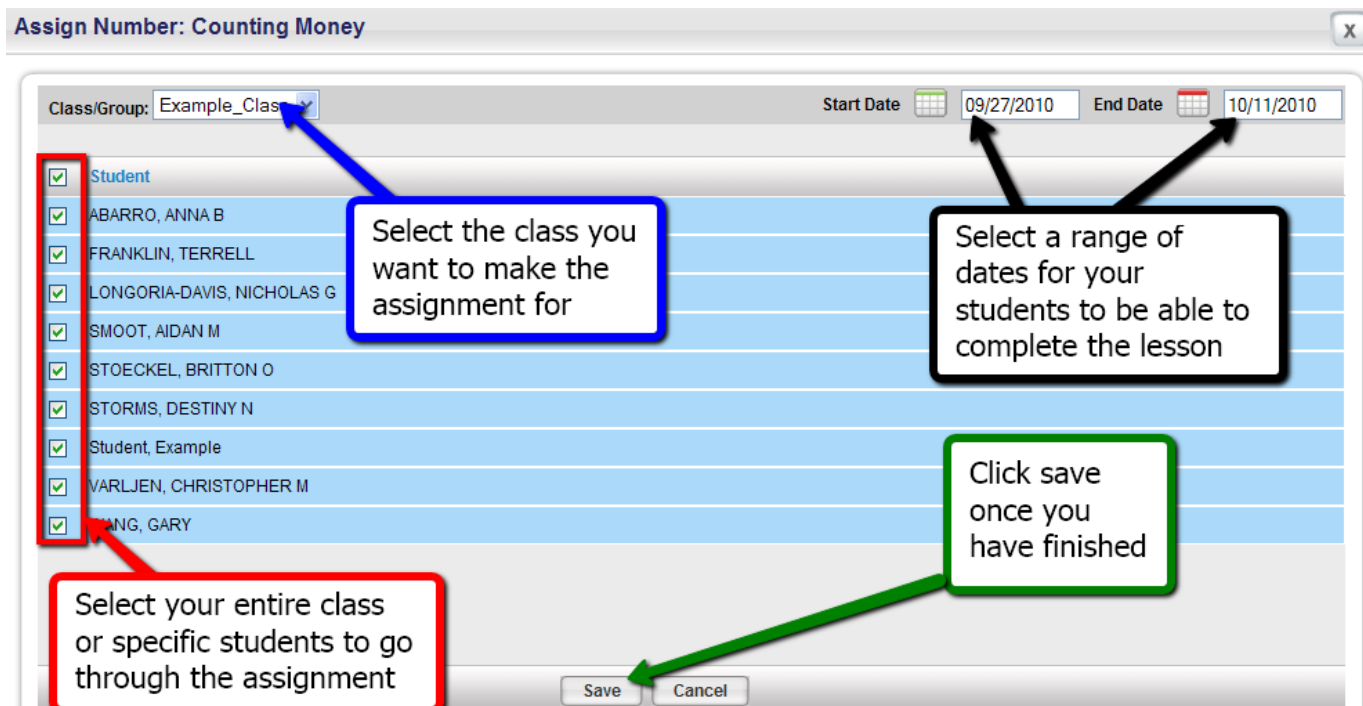 Assign Number: Counting Money
X
Class/Group: Example_Class
Start Date 09/27/2010 End Date 10/11/2010
Student
ABARRO, ANNA B
FRANKLIN, TERRELL
LONGORIA-DAVIS, NICHOLAS G
SMOOT, AIDAN M
STOECKEL, BRITTON O
STORMS, DESTINY N
Student, Example
VARLJEN, CHRISTOPHER M
GARY
Select the class you
want to make the
assignment for
Select a range of
dates for your
students to be able to
complete the lesson
Click save
once you
have finished
Select your entire class
or specific students to go
through the assignment
Save Cancel